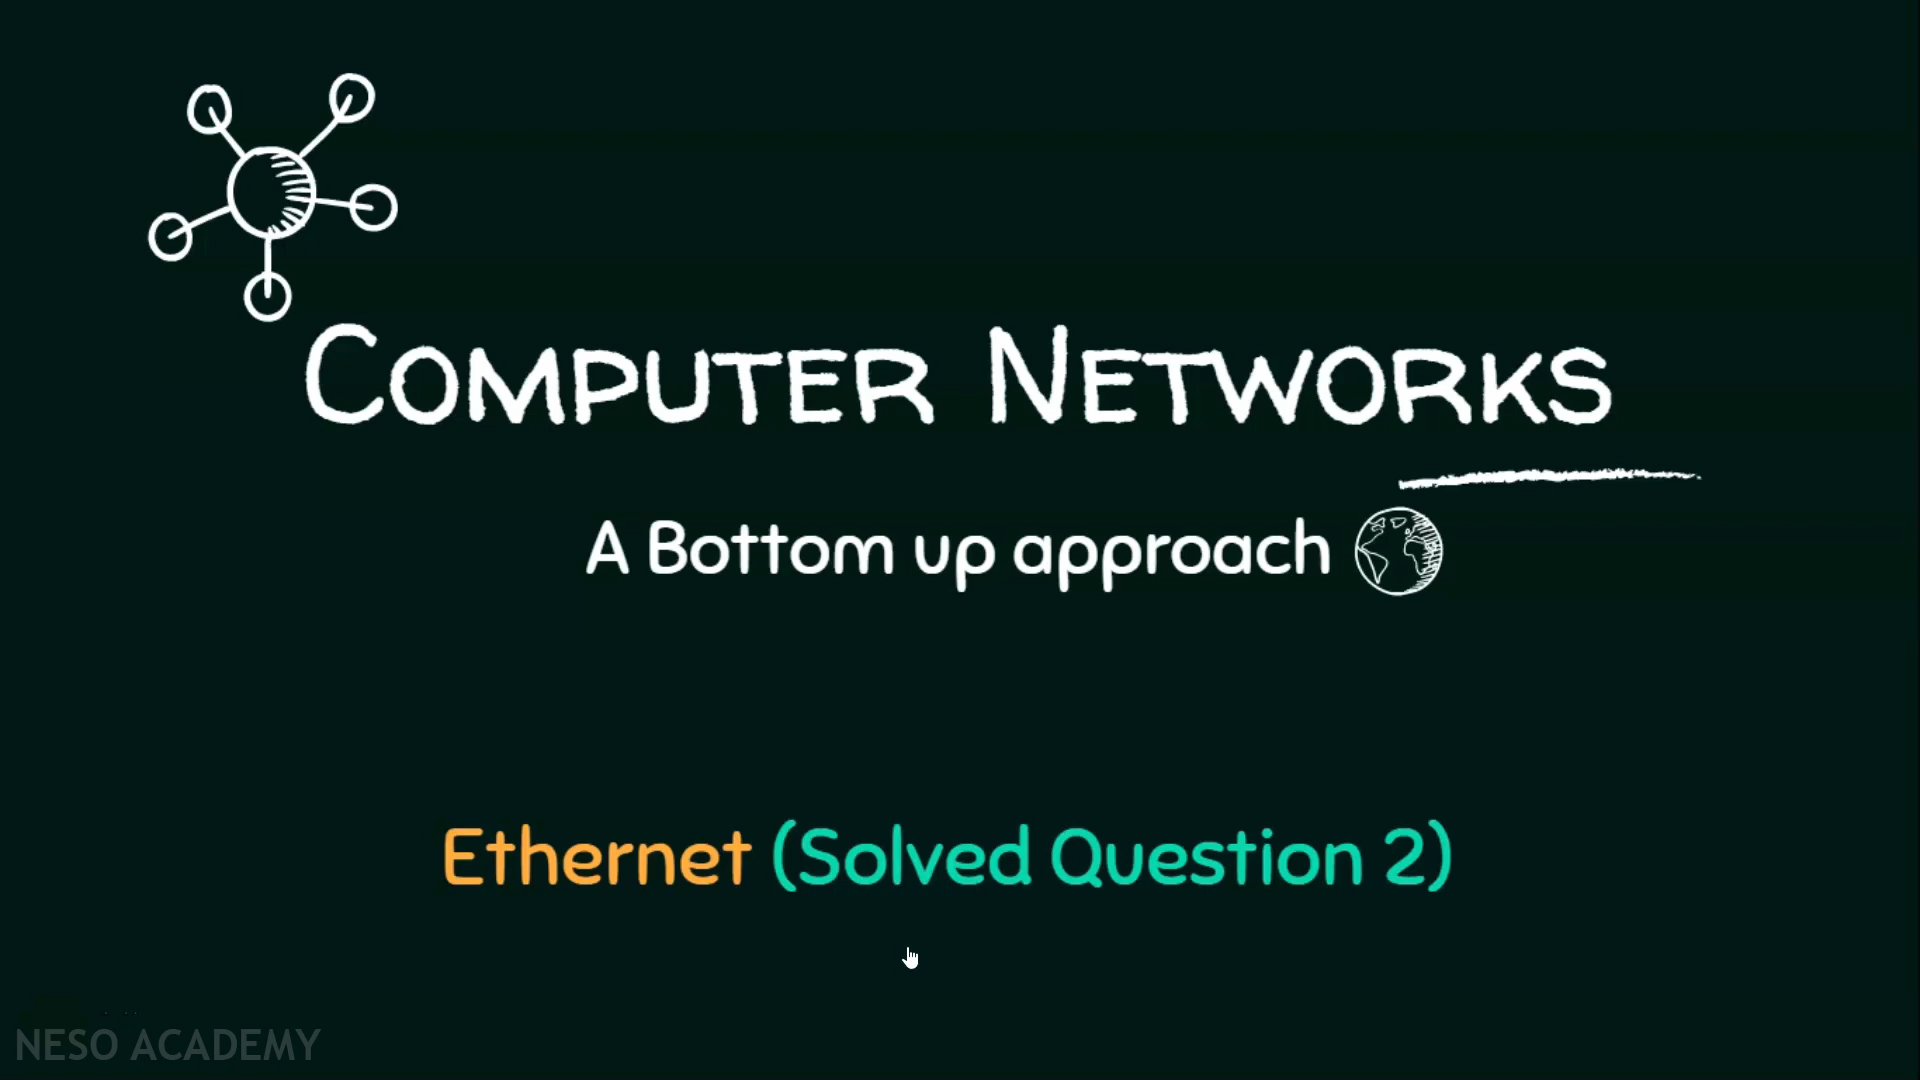 COMPUTER NETWORKS
A Bottom up approach
Ethernet (Solved Question 2)
NESO ACADEMY